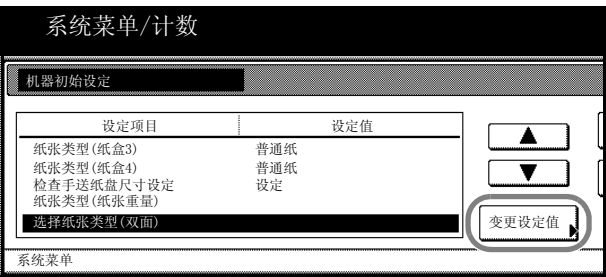 系统菜单/计数
机器初始设定
设定项目 设定值
纸张类型(纸盒3) 普通纸
纸张类型(纸盒4) 普通纸
检查手送纸盘尺寸设定 设定
纸张类型(纸张重量)
选择纸张类型(双面)
变更设定值
系统菜单